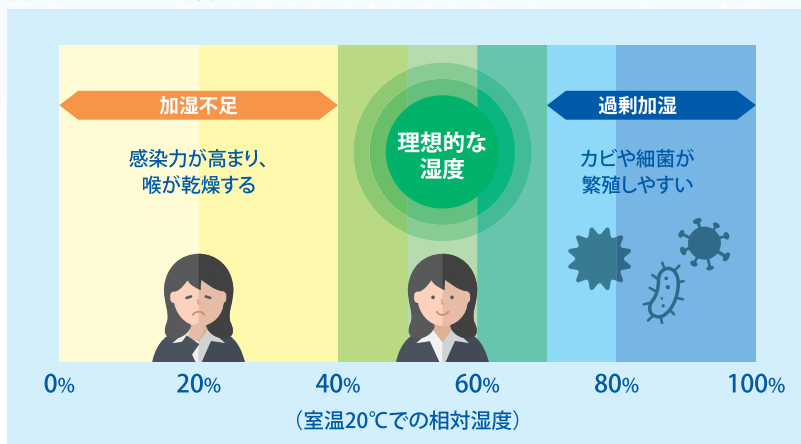 加湿不足
感染力が高まり、
喉が乾燥する
理想的な
湿度
過剰加湿
カビや細菌が
繁殖しやすい
0% 20% 40% 60% 80% 100%
（室温20℃での相対湿度）